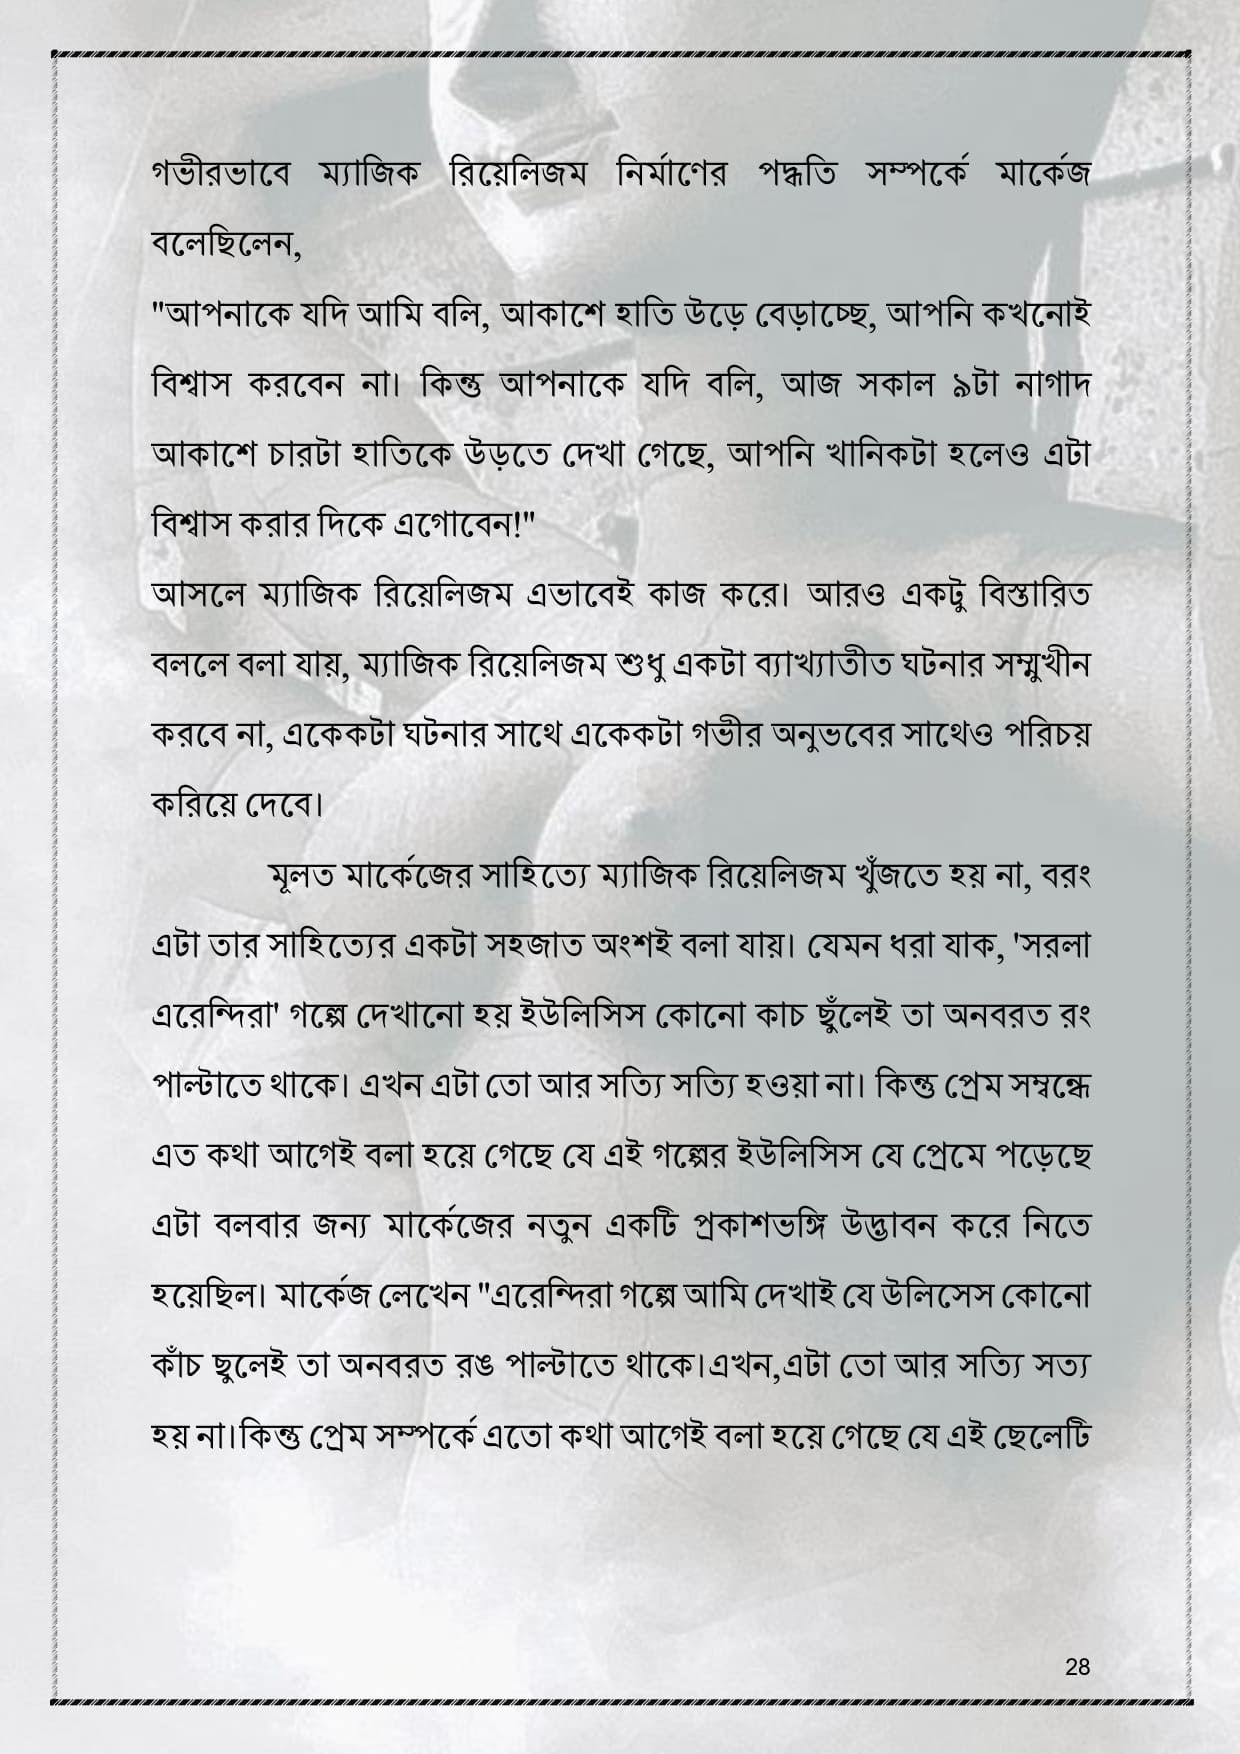 গভীরভাবে ম্যাজিক রিয়েলিজম নির্মাণের পদ্ধতি সম্পর্কে মার্কেজ
বলেছিলেন,
"আপনাকে যদি আমি বলি, আকাশে হাতি উড়ে বেড়াচ্ছে, আপনি কখনোই
বিশ্বাস করবেন না। কিন্তু আপনাকে যদি বলি, আজ সকাল ৯টা নাগাদ
আকাশে চারটা হাতিকে উড়তে দেখা গেছে, আপনি খানিকটা হলেও এটা
বিশ্বাস করার দিকে এগোবেন!"
আসলে ম্যাজিক রিয়েলিজম এভাবেই কাজ করে। আরও একটু বিস্তারিত
বললে বলা যায়, ম্যাজিক রিয়েলিজম শুধু একটা ব্যাখ্যাতীত ঘটনার সম্মুখীন
করবে না, একেকটা ঘটনার সাথে একেকটা গভীর অনুভবের সাথেও পরিচয়
করিয়ে দেবে।
মূলত মার্কেজের সাহিত্যে ম্যাজিক রিয়েলিজম খুঁজতে হয় না, বরং
এটা তার সাহিত্যের একটা সহজাত অংশই বলা যায়। যেমন ধরা যাক, 'সরলা
এরেন্দিরা' গল্পে দেখানো হয় ইউলিসিস কোনো কাচ ছুঁলেই তা অনবরত রং
পাল্টাতে থাকে। এখন এটা তো আর সত্যি সত্যি হওয়া না। কিন্তু প্রেম সম্বন্ধে
এত কথা আগেই বলা হয়ে গেছে যে এই গল্পের ইউলিসিস যে প্রেমে পড়েছে
এটা বলবার জন্য মার্কেজের নতুন একটি প্রকাশভঙ্গি উদ্ভাবন করে নিতে
হয়েছিল। মার্কেজ লেখেন "এরেন্দিরা গল্পে আমি দেখাই যে উলিসেস কোনো
কাঁচ ছুলেই তা অনবরত রঙ পাল্টাতে থাকে।এখন,এটা তো আর সত্যি সত্য
হয় না।কিন্তু প্রেম সম্পর্কে এতো কথা আগেই বলা হয়ে গেছে যে এই ছেলেটি
28